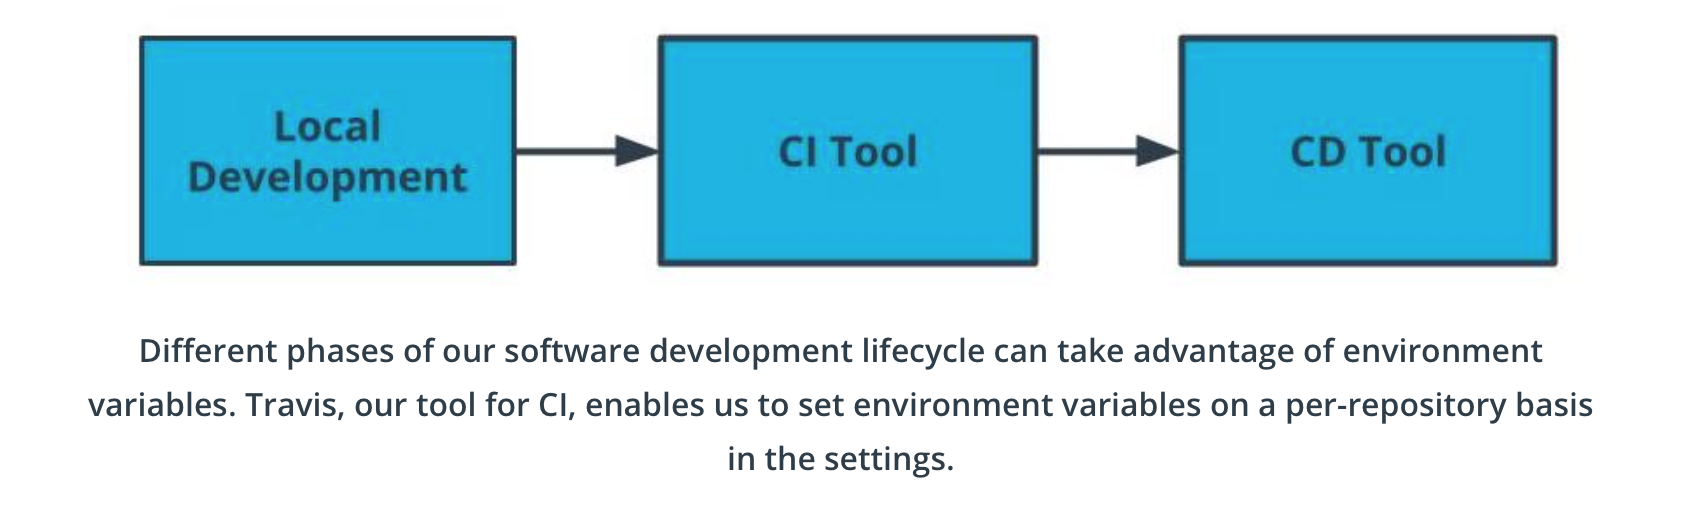 Local
Development
CI Tool
CD Tool
Different phases of our software development lifecycle can take advantage of environment
variables. Travis, our tool for CI, enables us to set environment variables on a per-repository basis
in the settings.